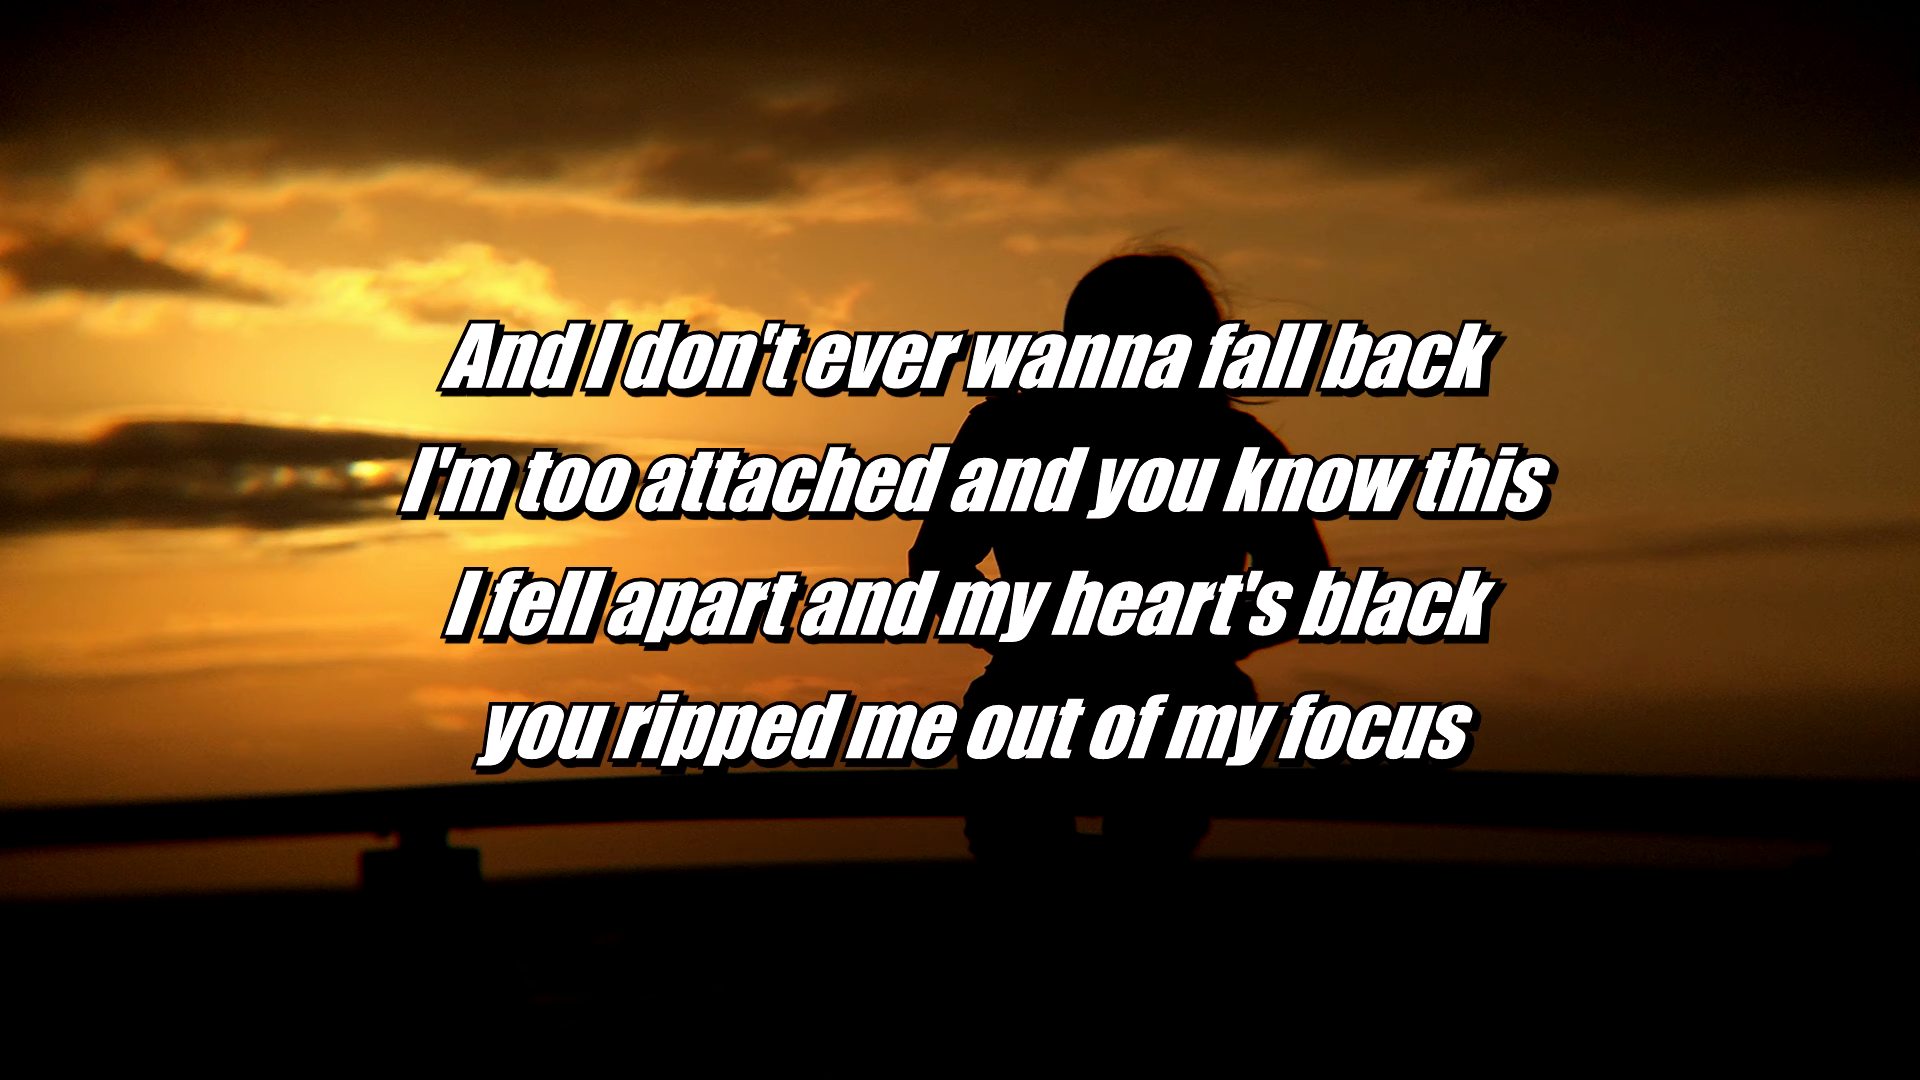 And I don't ever wanna fall back
I'm too attached and you know this
I fell apart and my heart's black
you ripped me out of my focus